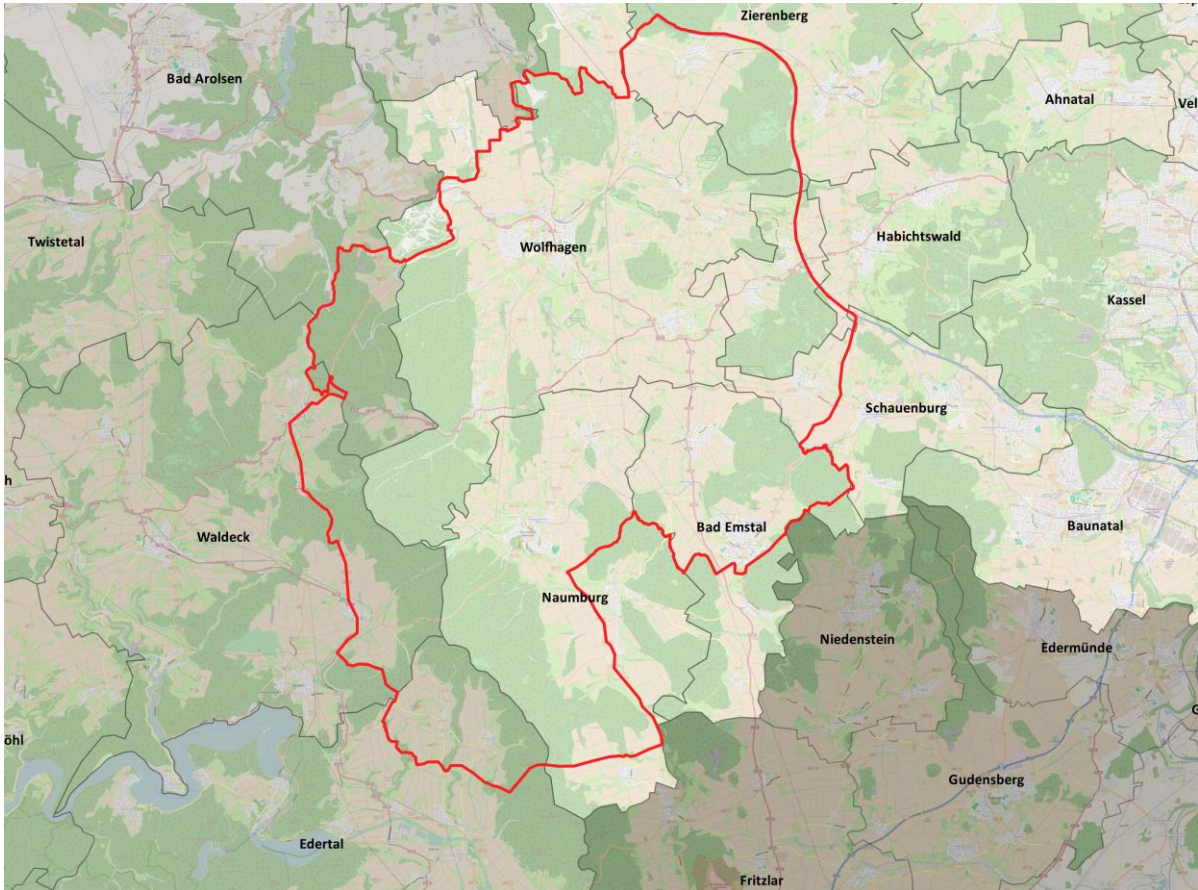 Zierenberg
Bad Arolsen
Ahnatal
Vel
Twistetal
Wolfhagen
Habichtswald
Kassel
Schauenburg
h
Waldeck
Bad Emstal
Baunatal
Naumburg
Niedenstein
Edermünde
öhl
G
Gudensberg
Edertal
Fritzlar